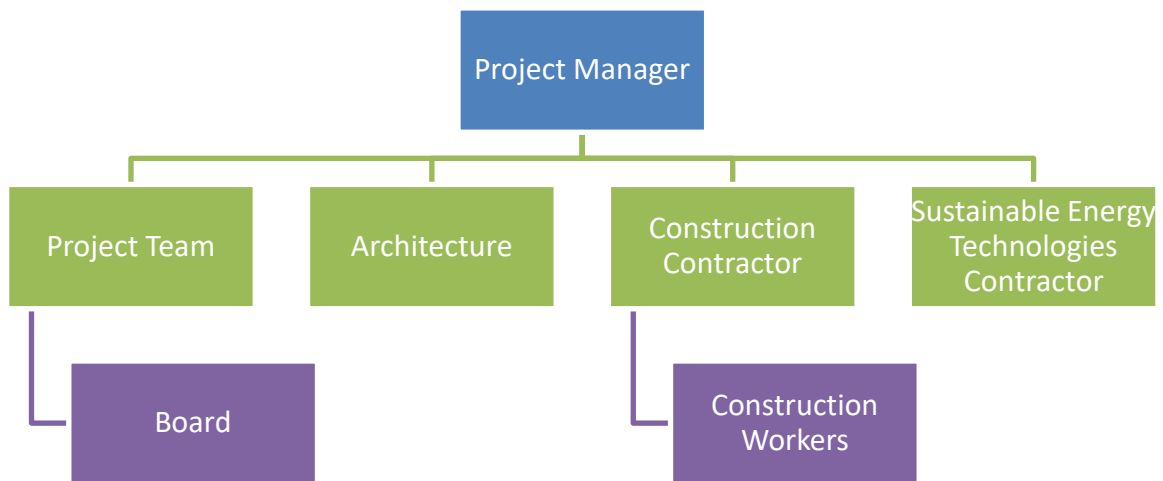 Project Manager
Project Team
Architecture
Construction
Contractor
Sustainable Energy
Technologies
Contractor
Board
Construction
Workers